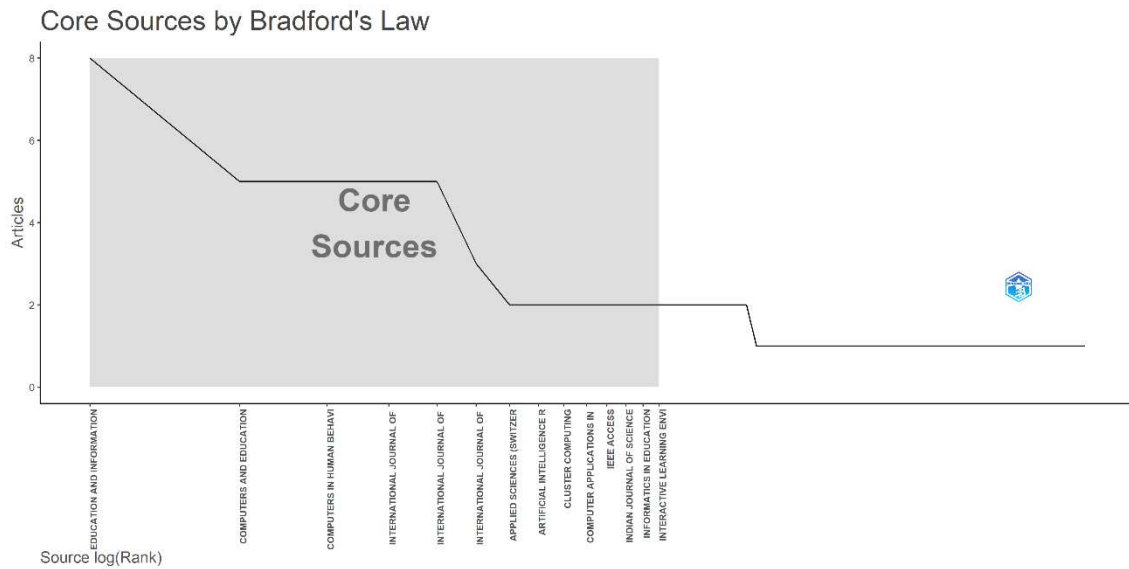 Core Sources by Bradford's Law
8
6
4
2
0
Articles
Core
Sources
EDUCATION AND INFORMATION
COMPUTERS AND EDUCATION
COMPUTERS IN HUMAN BEHAVI
INTERNATIONAL JOURNAL OF
INTERNATIONAL JOURNAL OF
INTERNATIONAL JOURNAL OF
APPLIED SCIENCES (SWITZER
ARTIFICIAL INTELLIGENCE R
CLUSTER COMPUTING
COMPUTER APPLICATIONS IN
IEEE ACCESS
INDIAN JOURNAL OF SCIENCE
INFORMATICS IN EDUCATION
INTERACTIVE LEARNING ENVI
Source log(Rank)